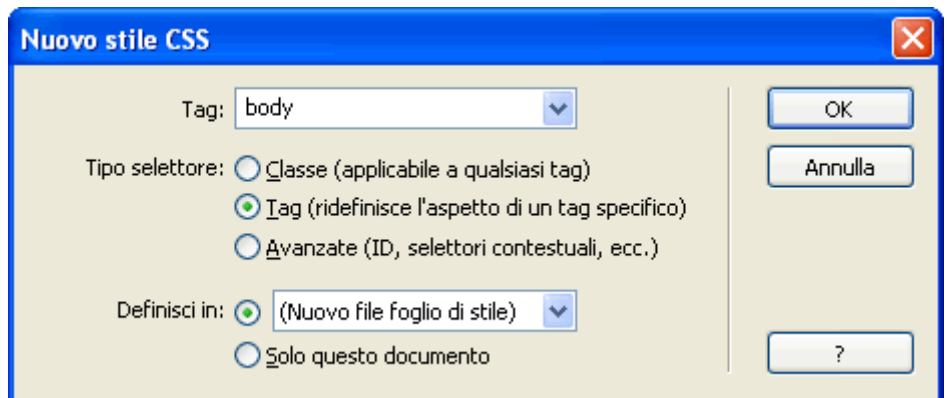 Nuovo stile CSS
Tag: body
OK
Tipo selettore: Classe (applicabile a qualsiasi tag)
Annulla
Tag (ridefinisce l'aspetto di un tag specifico)
Avanzate (ID, selettori contestuali, ecc.)
Definisci in: (Nuovo file foglio di stile)
Solo questo documento
?